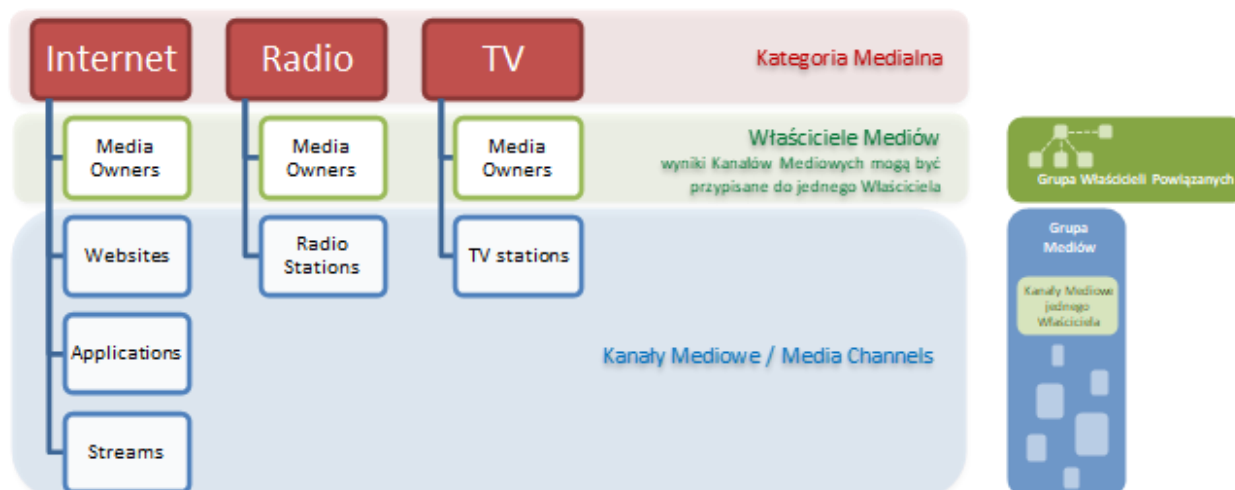 Internet
Radio
TV
Kategoria Medialna
Media
Owners
Media
Owners
Media
Owners
Właściciele Mediów
wyniki Kanałów Mediowych mogą być
przypisane do jednego Właściciela
Grupa Właścicieli Powiązanych
Websites
Radio
Stations
TV stations
Grupa
Mediów
Kanały Mediowe
jednego
Właściciela
Applications
Kanały Mediowe / Media Channels
Streams